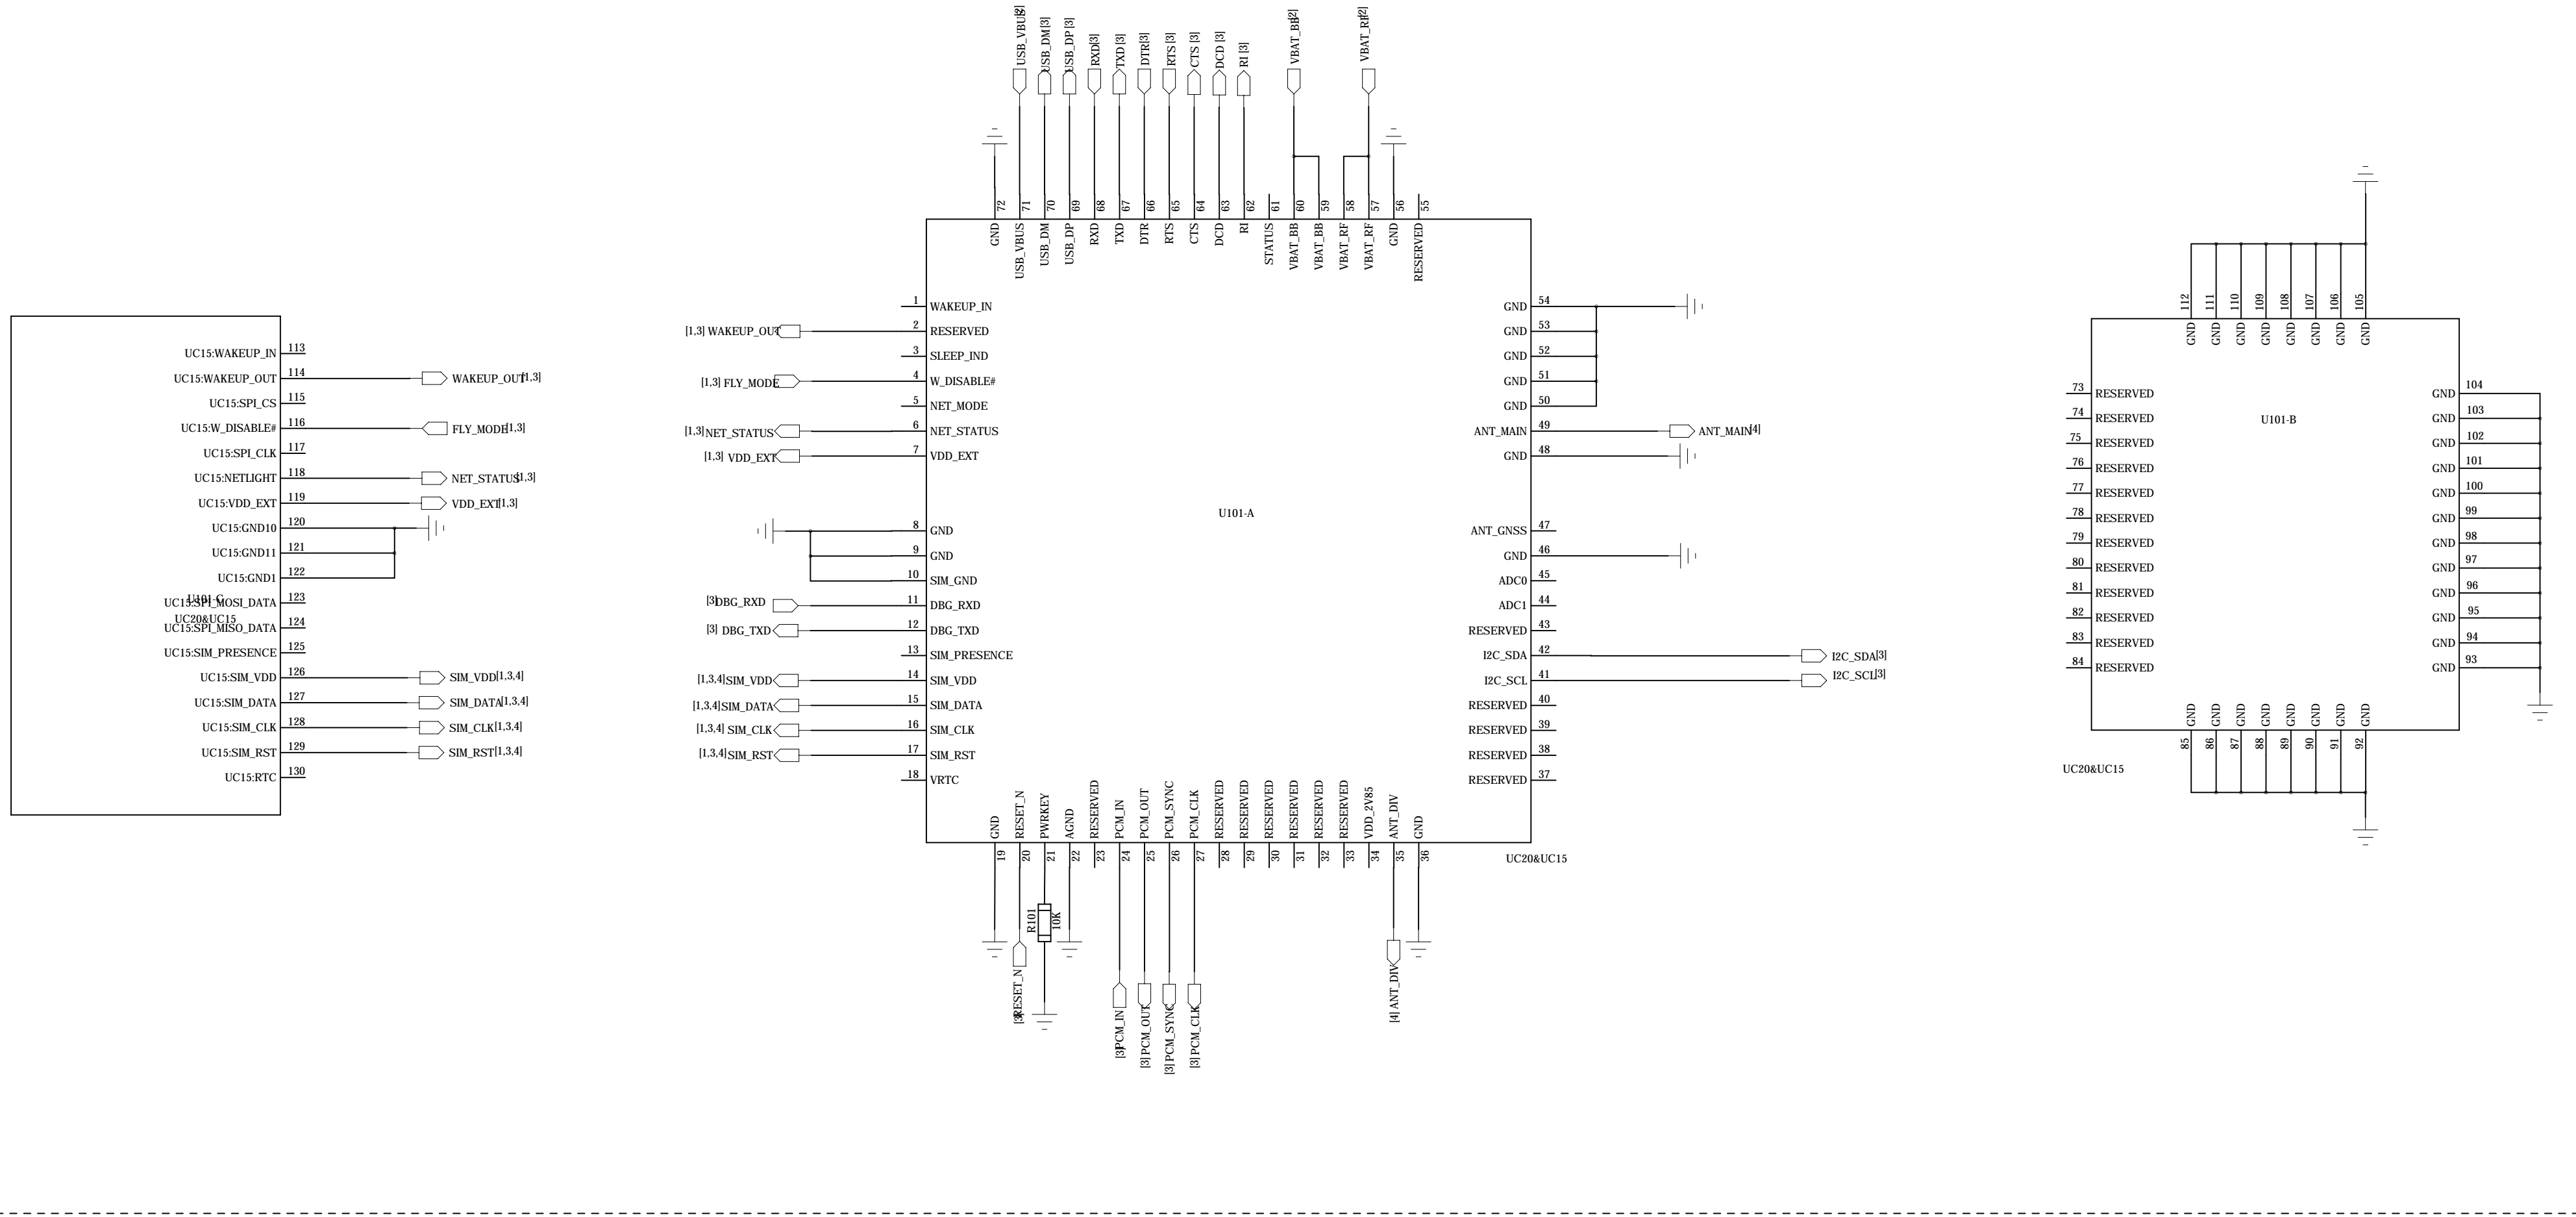 USB_VBUS[2]
USB_DM[3]
USB_DP [3]
RXD[3]
TXD [3]
DTR[3]
RTS [3]
CTS [3]
DCD [3]
RI [3]
VBAT_BB[2]
VBAT_RF[2]
72 GND
71 USB_VBUS
70 USB_DM
69 USB_DP
68 RXD
67 TXD
66 DTR
65 RTS
64 CTS
63 DCD
62 RI
61 STATUS
60 VBAT_BB
59 VBAT_BB
58 VBAT_RF
57 VBAT_RF
56 GND
55 RESERVED
UC15:WAKEUP_IN 113
UC15:WAKEUP_OUT 114 WAKEUP_OUT[1,3]
UC15:SPI_CS 115
UC15:W_DISABLE# 116 FLY_MODE[1,3]
UC15:SPI_CLK 117
UC15:NETLIGHT 118 NET_STATUS[1,3]
UC15:VDD_EXT 119 VDD_EXT[1,3]
UC15:GND10 120
UC15:GND11 121
UC15:GND1 122
U101-C
UC15:SPI_MOSI_DATA 123
UC20&UC15
UC15:SPI_MISO_DATA 124
UC15:SIM_PRESENCE 125
UC15:SIM_VDD 126 SIM_VDD[1,3,4]
UC15:SIM_DATA 127 SIM_DATA[1,3,4]
UC15:SIM_CLK 128 SIM_CLK[1,3,4]
UC15:SIM_RST 129 SIM_RST[1,3,4]
UC15:RTC 130
1 WAKEUP_IN
[1,3] WAKEUP_OUT 2 RESERVED
3 SLEEP_IND
[1,3] FLY_MODE 4 W_DISABLE#
5 NET_MODE
[1,3] NET_STATUS 6 NET_STATUS
[1,3] VDD_EXT 7 VDD_EXT
8 GND
9 GND
10 SIM_GND
[3] DBG_RXD 11 DBG_RXD
[3] DBG_TXD 12 DBG_TXD
13 SIM_PRESENCE
[1,3,4] SIM_VDD 14 SIM_VDD
[1,3,4] SIM_DATA 15 SIM_DATA
[1,3,4] SIM_CLK 16 SIM_CLK
[1,3,4] SIM_RST 17 SIM_RST
18 VRTC
U101-A
GND 54
GND 53
GND 52
GND 51
GND 50
ANT_MAIN 49 ANT_MAIN[4]
GND 48
ANT_GNSS 47
GND 46
ADC0 45
ADC1 44
RESERVED 43
I2C_SDA 42 I2C_SDA[3]
I2C_SCL 41 I2C_SCL[3]
RESERVED 40
RESERVED 39
RESERVED 38
RESERVED 37
GND 19
RESET_N 20
PWRKEY 21
AGND 22
RESERVED 23
PCM_IN 24
PCM_OUT 25
PCM_SYNC 26
PCM_CLK 27
RESERVED 28
RESERVED 29
RESERVED 30
RESERVED 31
RESERVED 32
RESERVED 33
VDD_2V85 34
ANT_DIV 35
GND 36
UC20&UC15
R101
10K
[3] RESET_N
[3] PCM_IN
[3] PCM_OUT
[3] PCM_SYNC
[3] PCM_CLK
[4] ANT_DIV
112 GND
111 GND
110 GND
109 GND
108 GND
107 GND
106 GND
105 GND
73 RESERVED
74 RESERVED
75 RESERVED
76 RESERVED
77 RESERVED
78 RESERVED
79 RESERVED
80 RESERVED
81 RESERVED
82 RESERVED
83 RESERVED
84 RESERVED
U101-B
GND 104
GND 103
GND 102
GND 101
GND 100
GND 99
GND 98
GND 97
GND 96
GND 95
GND 94
GND 93
GND 85
GND 86
GND 87
GND 88
GND 89
GND 90
GND 91
GND 92
UC20&UC15